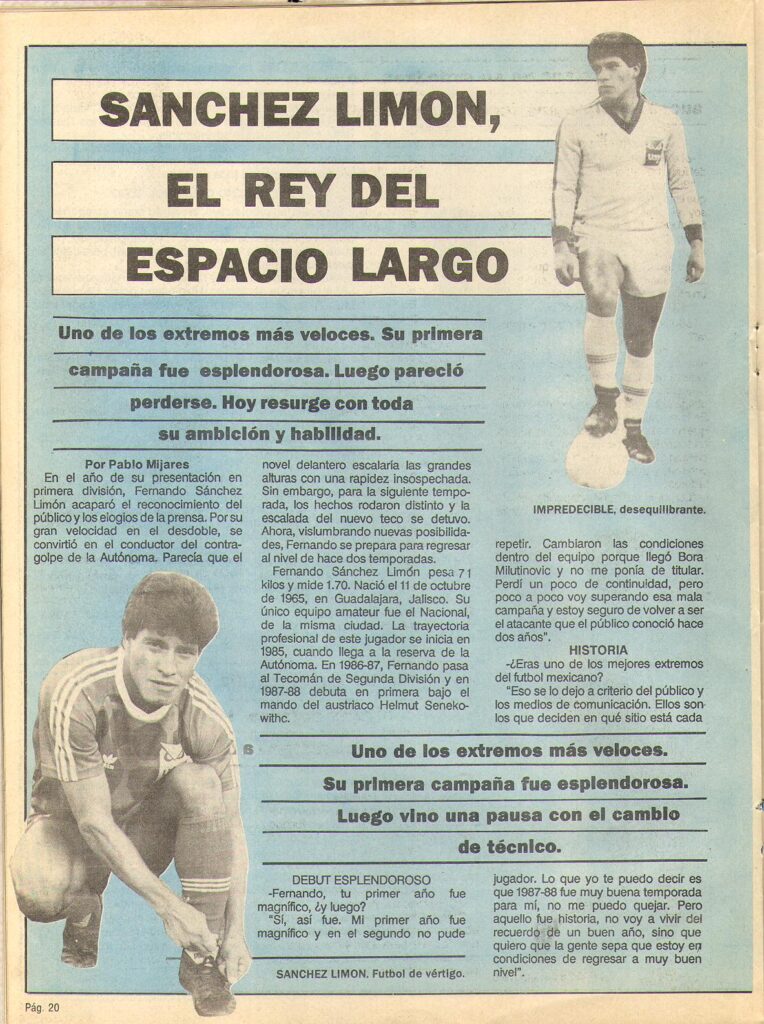 SANCHEZ LIMON,
EL REY DEL
ESPACIO LARGO
Uno de los extremos más veloces. Su primera
campaña fue esplendorosa. Luego pareció
perderse. Hoy resurge con toda
su ambición y habilidad.
IMPREDECIBLE, desequilibrante.
Por Pablo Mijares
En el año de su presentación en
primera división, Fernando Sánchez
Limón acaparó el reconocimiento del
público y los elogios de la prensa. Por su
gran velocidad en el desdoble, se
convirtió en el conductor del contra-
golpe de la Autónoma. Parecía que el
novel delantero escalaría las grandes
alturas con una rapidez insospechada.
Sin embargo, para la siguiente tempo-
rada, los hechos rodaron distinto y la
escalada del nuevo teco se detuvo.
Ahora, vislumbrando nuevas posibilida-
des, Fernando se prepara para regresar
al nivel de hace dos temporadas.
Fernando Sánchez Limón pesa 71
kilos y mide 1.70. Nació el 11 de octubre
de 1965, en Guadalajara, Jalisco. Su
único equipo amateur fue el Nacional,
de la misma ciudad. La trayectoria
profesional de este jugador se inicia en
1985, cuando llega a la reserva de la
Autónoma. En 1986-87, Fernando pasa
al Tecomán de Segunda División y en
1987-88 debuta en primera bajo el
mando del austriaco Helmut Seneko-
withc.
Uno de los extremos más veloces.
Su primera campaña fue esplendorosa.
Luego vino una pausa con el cambio
de técnico.
DEBUT ESPLENDOROSO
-Fernando, tu primer año fue
magnífico, ¿y luego?
"Sí, así fue. Mi primer año fue
magnífico y en el segundo no pude
repetir. Cambiaron las condiciones
dentro del equipo porque llegó Bora
Milutinovic y no me ponía de titular.
Perdí un poco de continuidad, pero
poco a poco voy superando esa mala
campaña y estoy seguro de volver a ser
el atacante que el público conoció hace
dos años".
HISTORIA
-¿Eras uno de los mejores extremos
del futbol mexicano?
"Eso se lo dejo a criterio del público y
los medios de comunicación. Ellos son
los que deciden en qué sitio está cada
jugador. Lo que yo te puedo decir es
que 1987-88 fue muy buena temporada
para mí, no me puedo quejar. Pero
aquello fue historia, no voy a vivir del
recuerdo de un buen año, sino que
quiero que la gente sepa que estoy en
condiciones de regresar a muy buen
nivel".
SANCHEZ LIMON. Futbol de vértigo.
Pág. 20